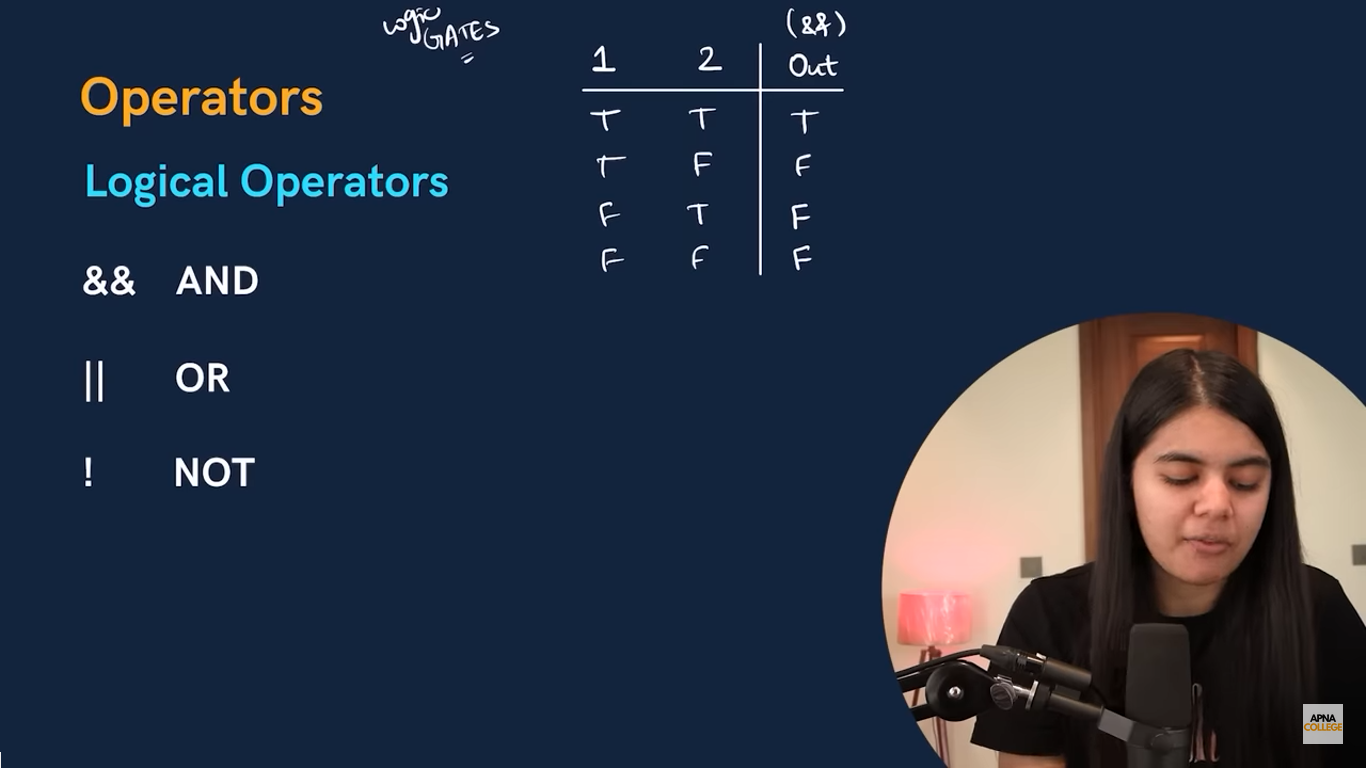 Logic
GATES
(&&)
1 2 Out
T T T
T F F
F T F
F F F
Operators
Logical Operators
&& AND
|| OR
! NOT
APNA
COLLEGE